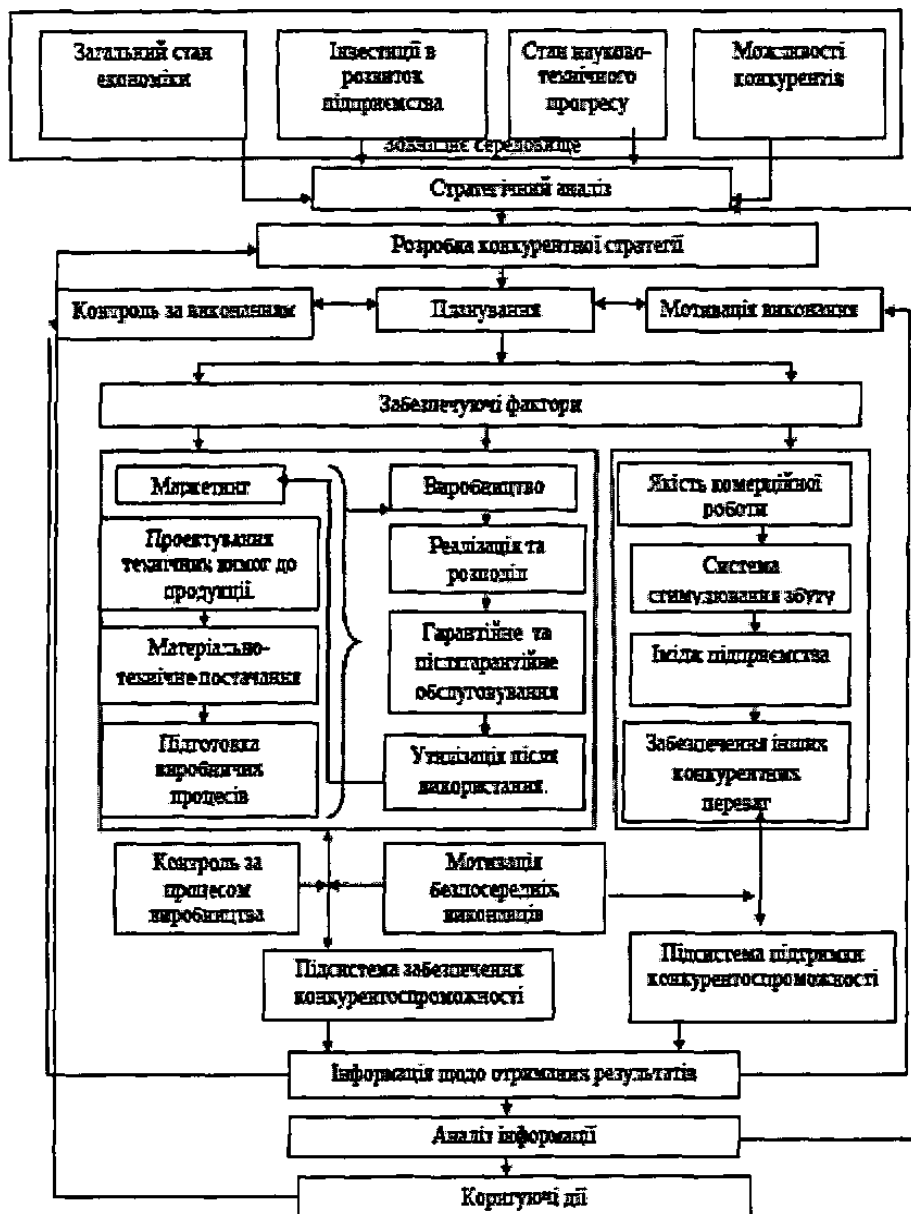 Загальний стан
економіки
Інвестиції в
розвиток
підприємства
Стан науково-
технічного
прогресу
Можливості
конкурентів
Зовнішнє середовище
Стратегічний аналіз
Розробка конкурентної стратегії
Контроль за виконанням
Планування
Мотивація виконання
Забезпечуючі фактори
Маркетинг
Проектування
технічних вимог до
продукції.
Матеріально-
технічне постачання
Підготовка
виробничих
процесів
Виробництво
Реалізація та
розподіл
Гарантійне та
післягарантійне
обслуговування
Утилізація після
використання.
Якість комерційної
роботи
Система
стимулювання збуту
Імідж підприємства
Забезпечення інших
конкурентних
переваг
Контроль за
процесом
виробництва
Мотивація
безпосередніх
виконавців
Підсистема забезпечення
конкурентоспроможності
Підсистема підтримки
конкурентоспроможності
Інформація щодо отриманих результатів
Аналіз інформації
Коригуючі дії